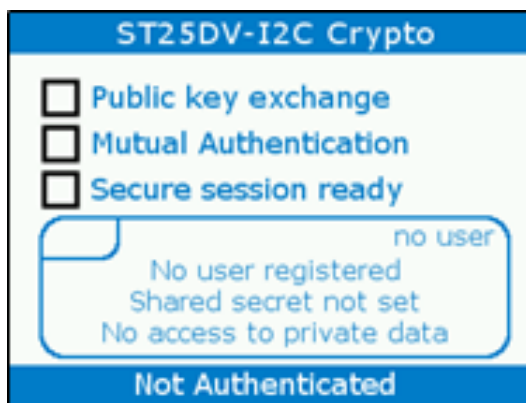 ST25DV-I2C Crypto
Public key exchange
Mutual Authentication
Secure session ready
no user
No user registered
Shared secret not set
No access to private data
Not Authenticated